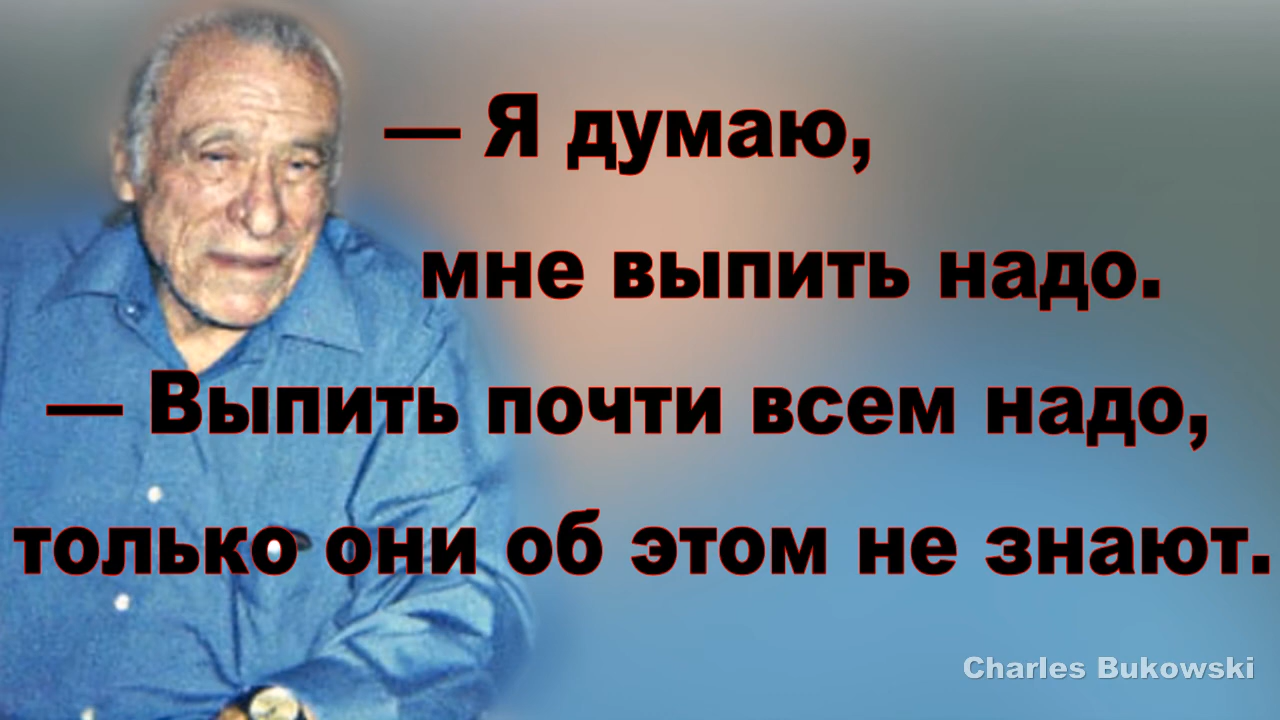 — Я думаю,
мне выпить надо.
— Выпить почти всем надо,
только они об этом не знают.
Charles Bukowski